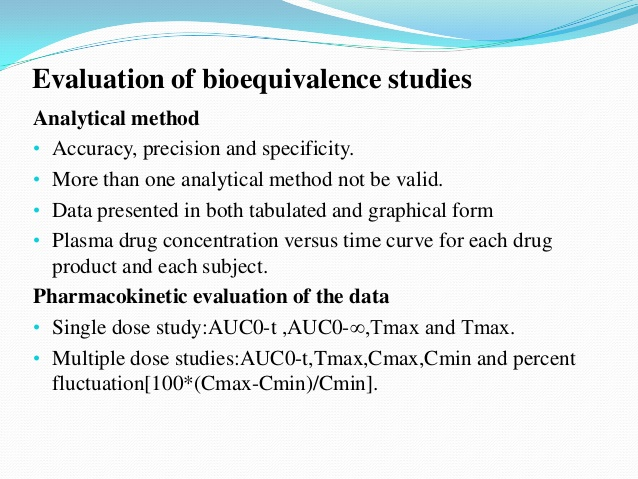 Evaluation of bioequivalence studies
Analytical method
• Accuracy, precision and specificity.
• More than one analytical method not be valid.
• Data presented in both tabulated and graphical form
• Plasma drug concentration versus time curve for each drug
product and each subject.
Pharmacokinetic evaluation of the data
• Single dose study:AUC0-t ,AUC0-∞,Tmax and Tmax.
• Multiple dose studies:AUC0-t,Tmax,Cmax,Cmin and percent
fluctuation[100*(Cmax-Cmin)/Cmin].